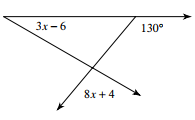 3x – 6
130°
8x + 4